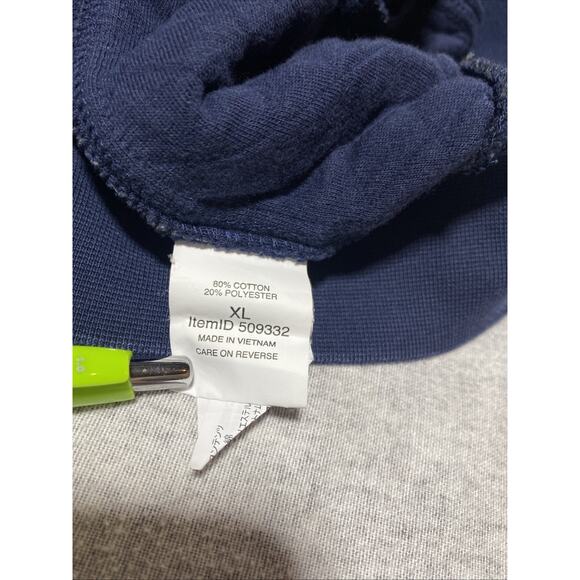 80% COTTON
20% POLYESTER
XL
ItemID 509332
MADE IN VIETNAM
CARE ON REVERSE